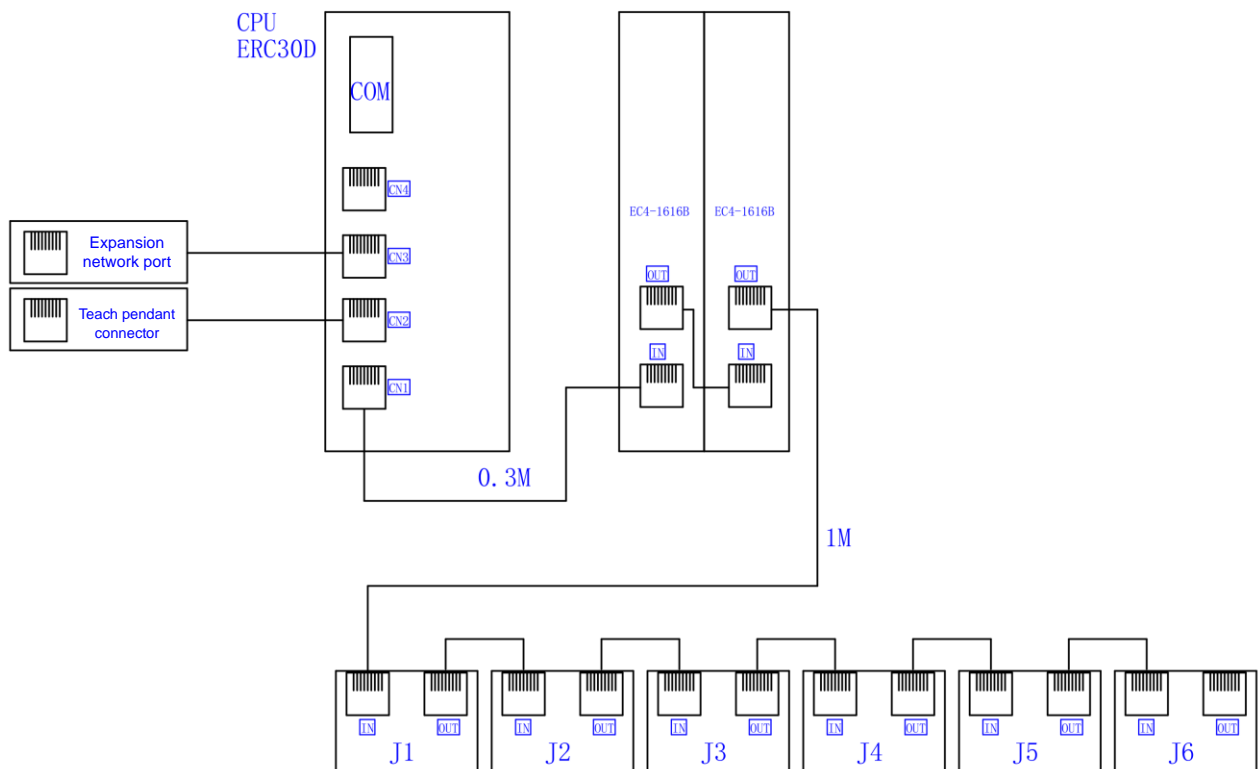 CPU
ERC30D
COM
CN4
CN3
CN2
CN1
Expansion
network port
Teach pendant
connector
EC4-1616B
EC4-1616B
OUT
OUT
IN
IN
0.3M
1M
IN
OUT
IN
OUT
IN
OUT
IN
OUT
IN
OUT
IN
OUT
J1
J2
J3
J4
J5
J6